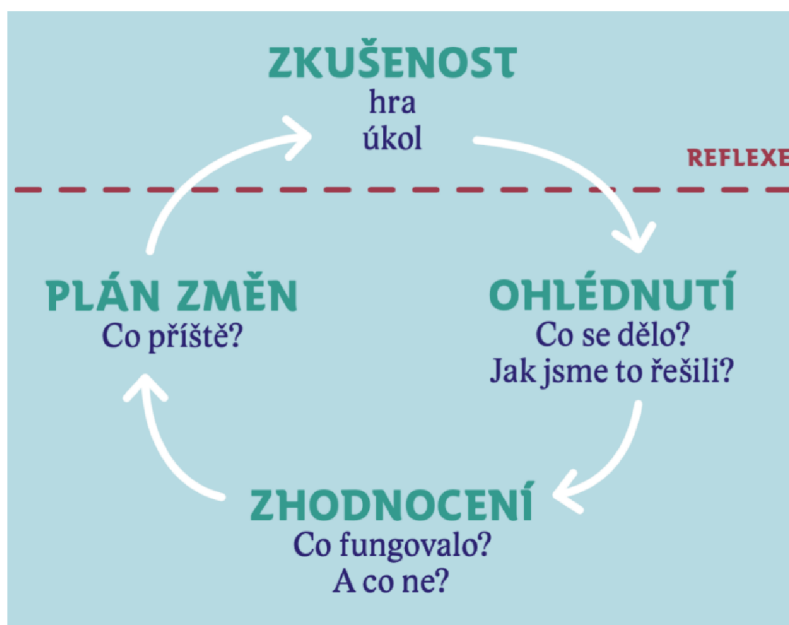 ZKUŠENOST
hra
úkol
REFLEXE
PLÁN ZMĚN
Co příště?
OHLÉDNUTÍ
Co se dělo?
Jak jsme to řešili?
ZHODNOCENÍ
Co fungovalo?
A co ne?